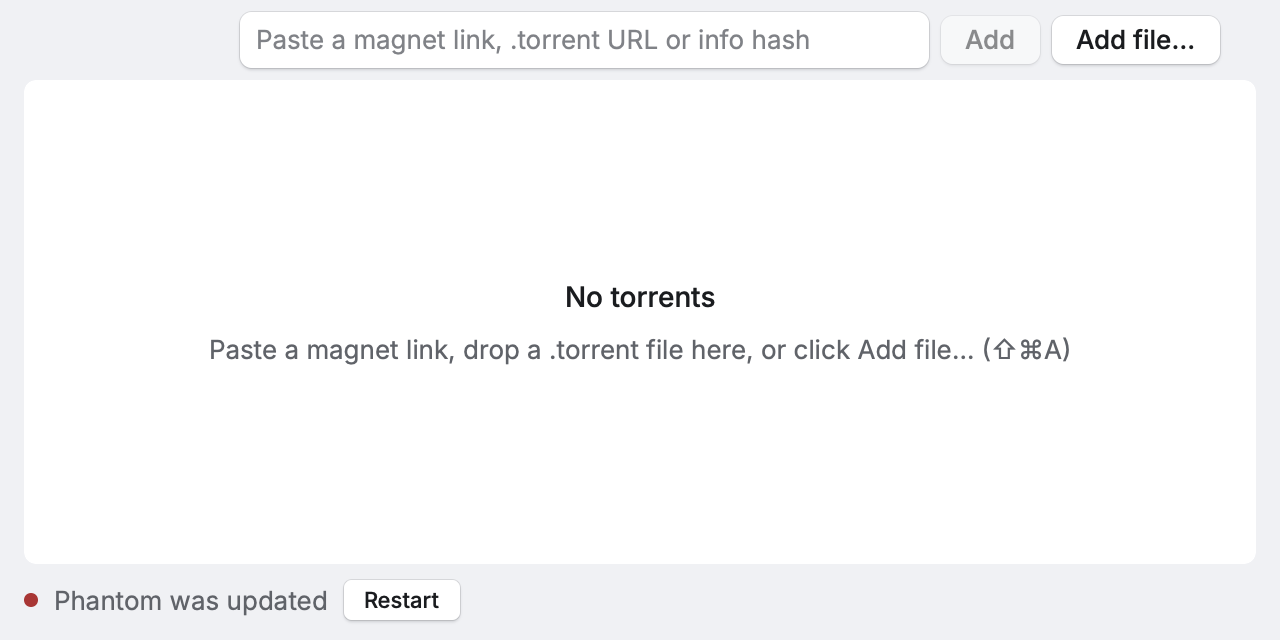 Paste a magnet link, .torrent URL or info hash
Add
Add file...
No torrents
Paste a magnet link, drop a .torrent file here, or click Add file... (⇧⌘A)
Phantom was updated
Restart